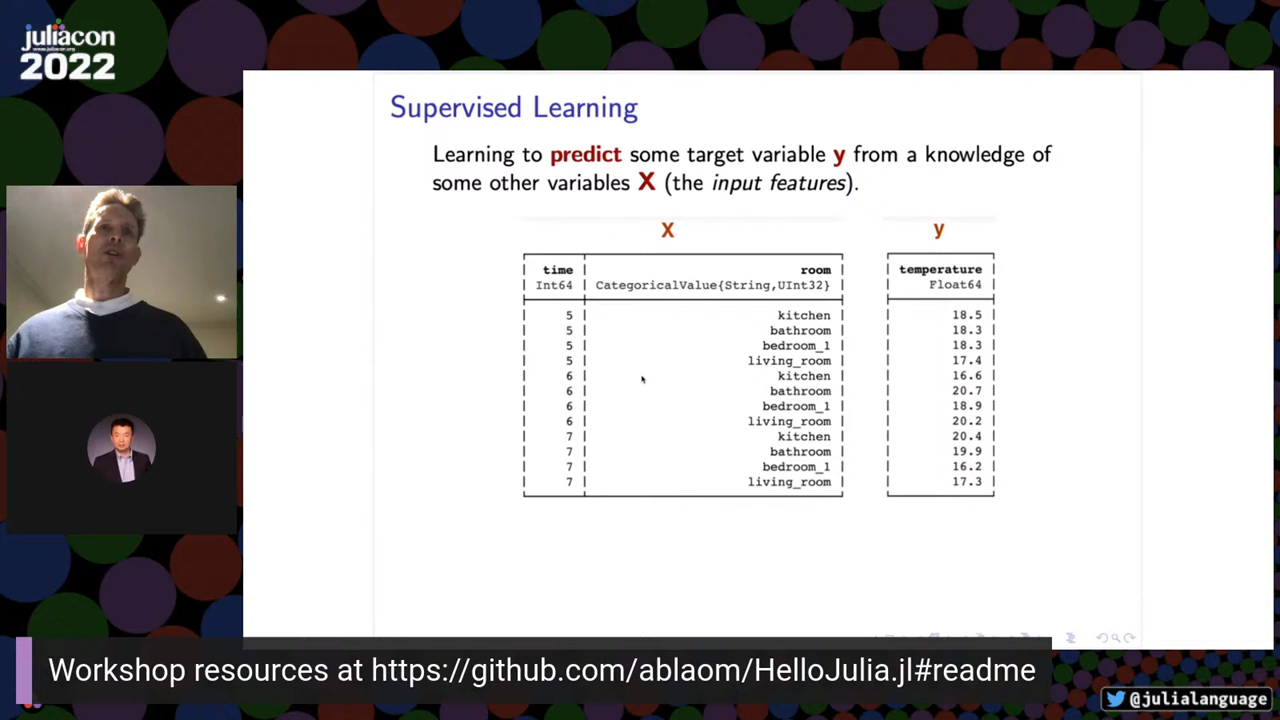 juliacon
www.juliacon.org
2022
Supervised Learning
Learning to predict some target variable y from a knowledge of
some other variables X (the input features).
X y
time room temperature
Int64 CategoricalValue{String,UInt32} Float64
5 kitchen 18.5
5 bathroom 18.3
5 bedroom_1 18.3
5 living_room 17.4
6 kitchen 16.6
6 bathroom 20.7
6 bedroom_1 18.9
6 living_room 20.2
7 kitchen 20.4
7 bathroom 19.9
7 bedroom_1 16.2
7 living_room 17.3
Workshop resources at https://github.com/ablaom/HelloJulia.jl#readme
@julialanguage